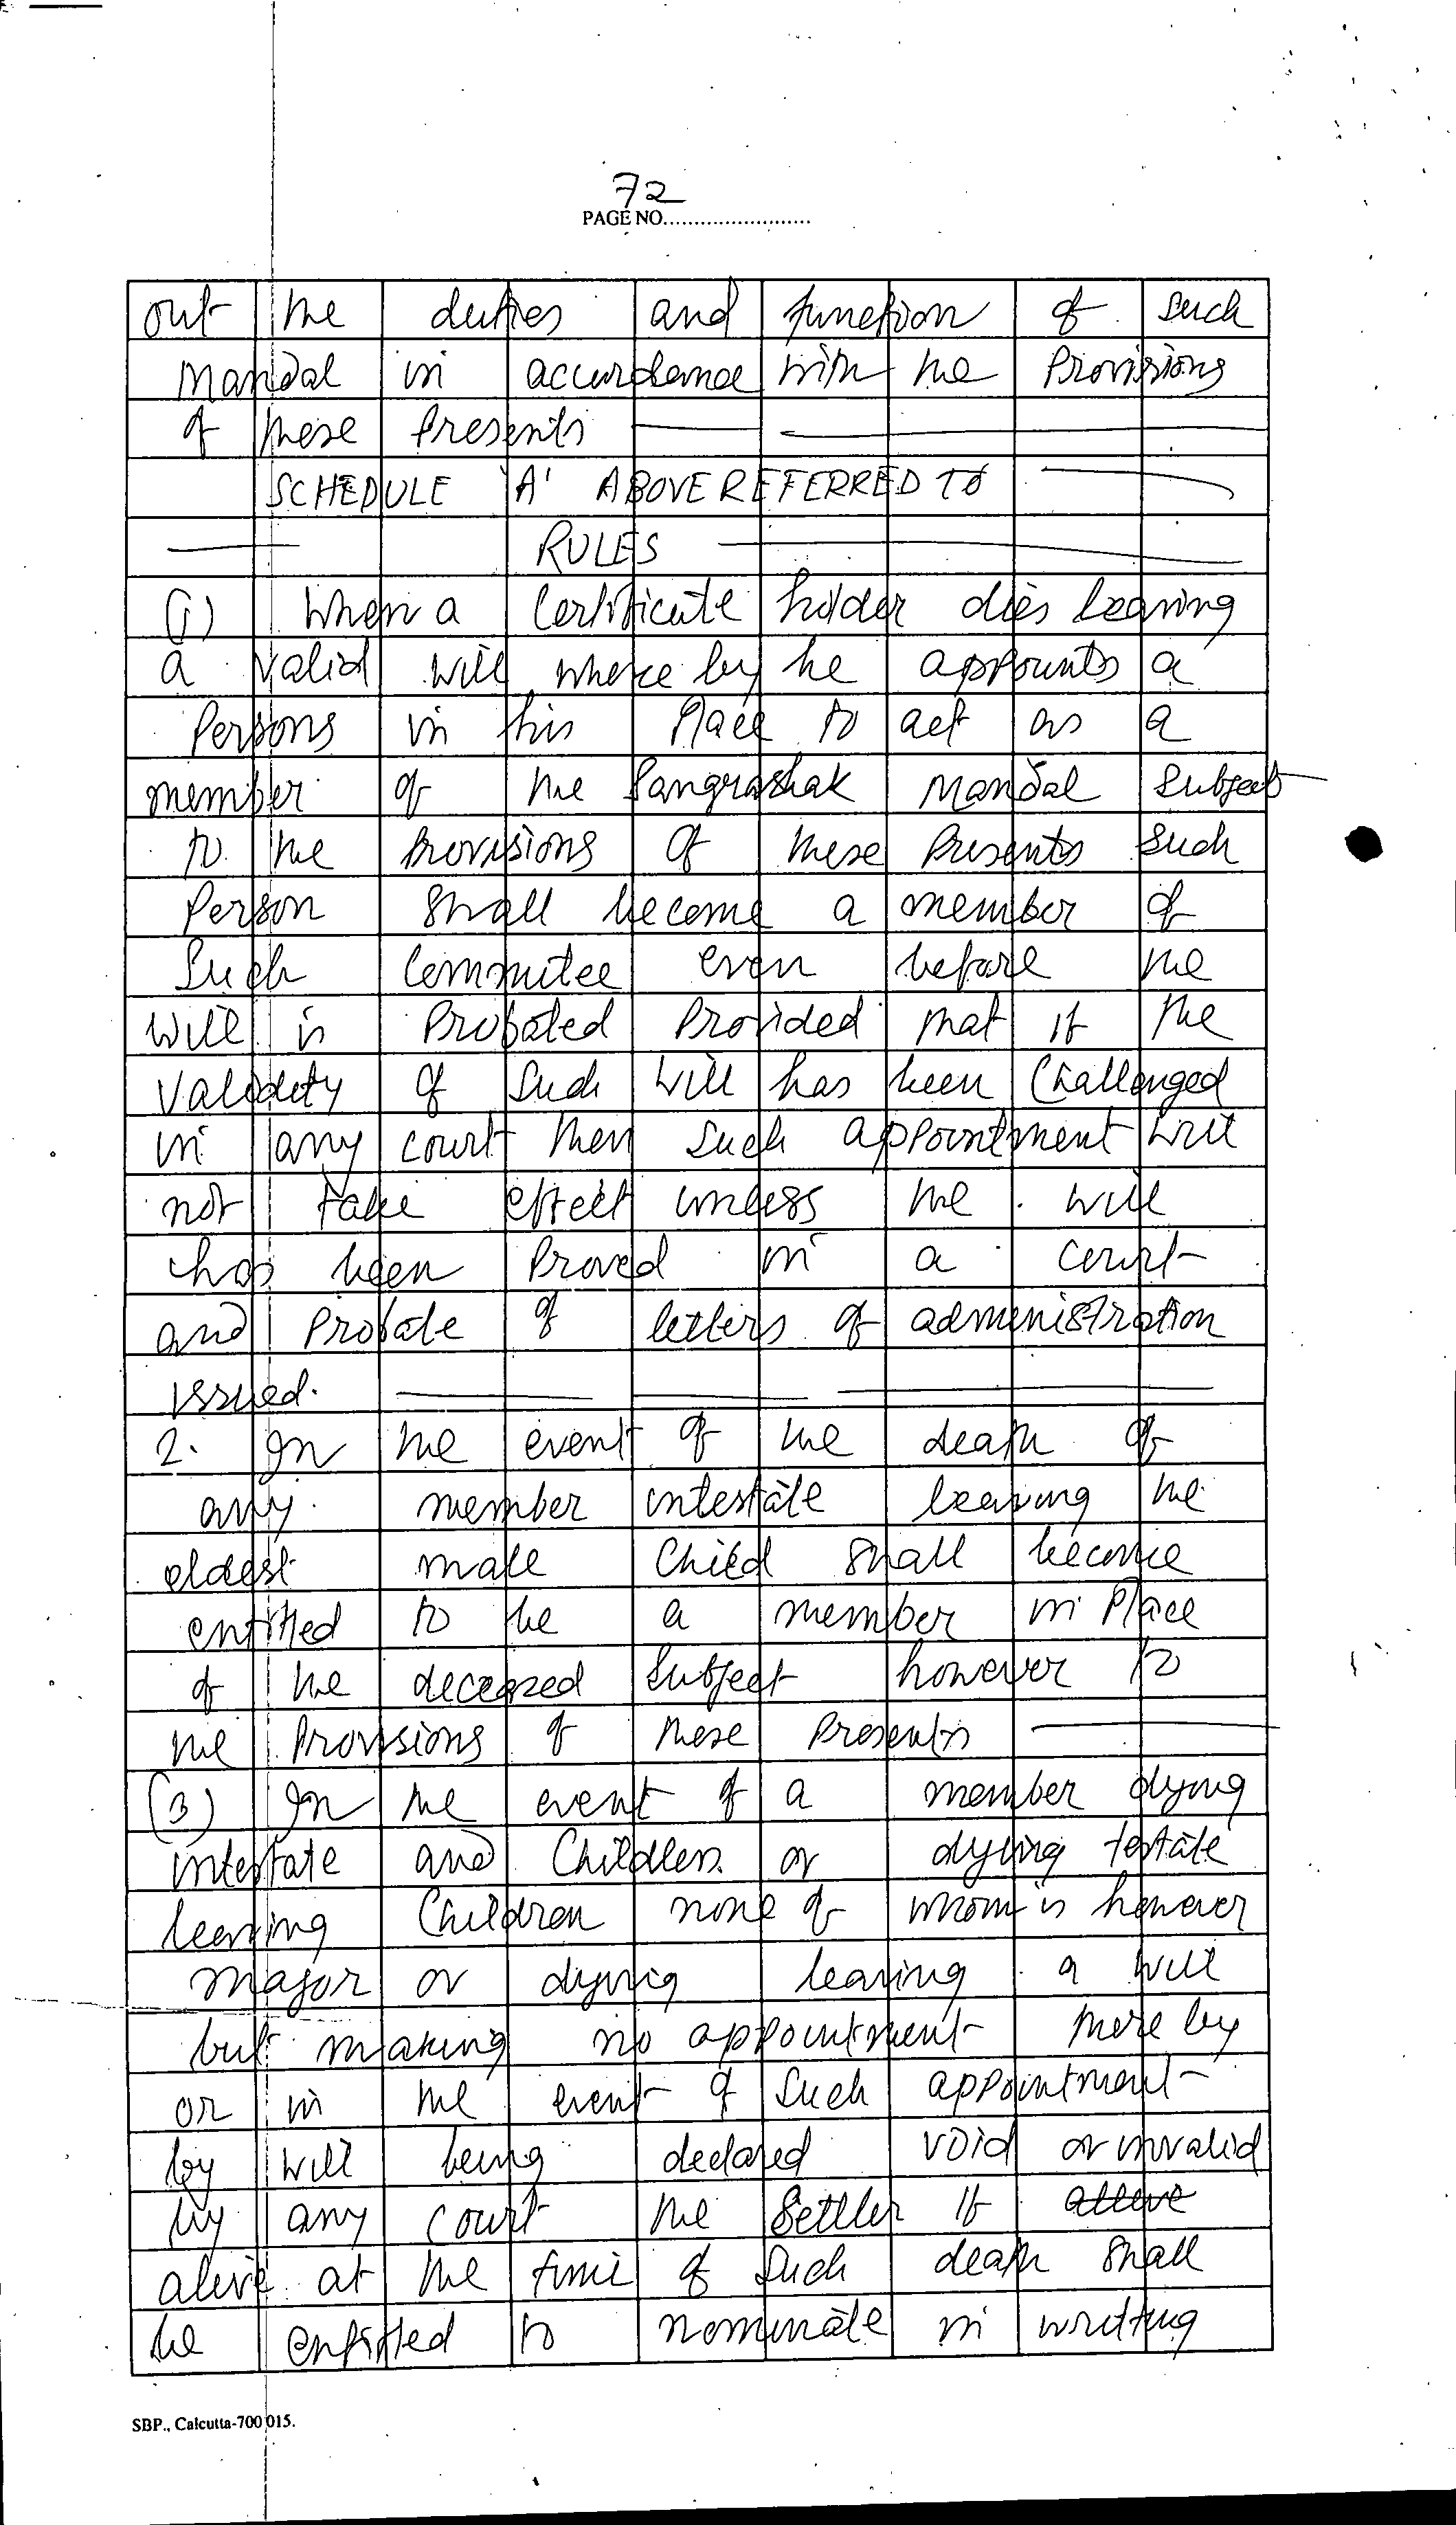 72
PAGE NO..........................
out the duties and function of such
Mandal in accordance with the Provisions
of these Presents
SCHEDULE 'A' ABOVE REFERRED TO
RULES
(1) When a Certificate holder dies leaving
a valid will where by he appoints a
Persons in his Place to act as a
member of the Sangrashak Mandal Subject
to the Provisions of these Presents Such
Person Shall become a member of
Such Committee even before the
Will is Probated Provided that if the
Validity of Such Will has been Challenged
in any court then Such appointment will
not take effect unless the will
has been Proved in a court
and Probate of letters of administration
issued.
2. In the event of the death of
any member intestate leaving the
oldest male Child Shall become
entitled to be a member in Place
of the deceased Subject however to
the Provisions of these Presents
(3) In the event of a member dying
intestate and Childless or dying testate
leaving Children none of whom is however
major or dying leaving a will
but making no appointment there by
or in the event of Such appointment
by will being declared void or invalid
by any court the Settler if
alive at the time of Such death Shall
be entitled to nominate in writing
SBP., Calcutta-700 015.